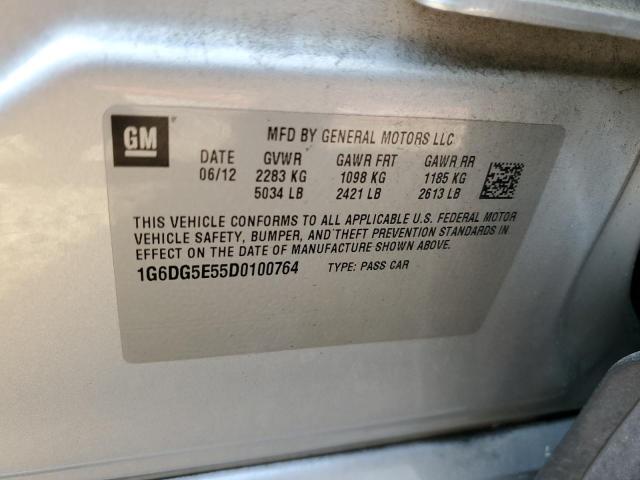 GM
MFD BY GENERAL MOTORS LLC
DATE GVWR GAWR FRT GAWR RR
06/12 2283 KG 1098 KG 1185 KG
5034 LB 2421 LB 2613 LB
THIS VEHICLE CONFORMS TO ALL APPLICABLE U.S. FEDERAL MOTOR
VEHICLE SAFETY, BUMPER, AND THEFT PREVENTION STANDARDS IN
EFFECT ON THE DATE OF MANUFACTURE SHOWN ABOVE.
1G6DG5E55D0100764 TYPE: PASS CAR